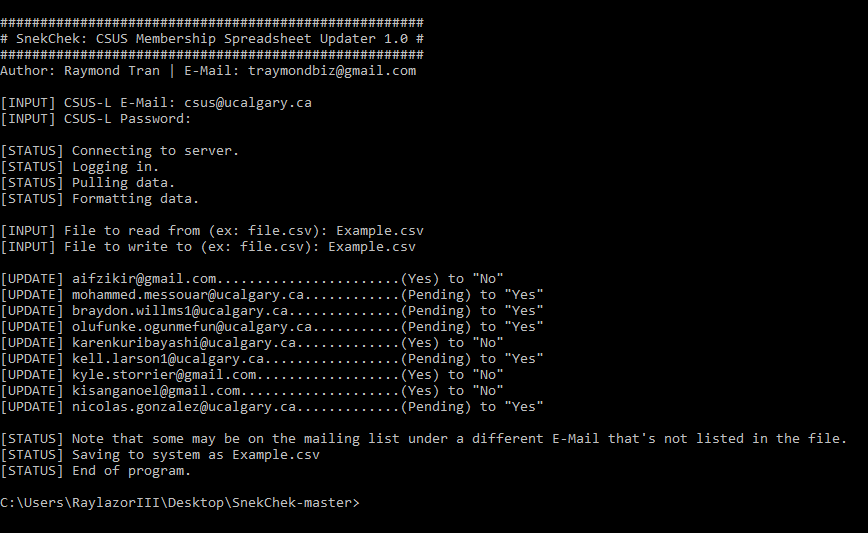 #####################################################
# SnekChek: CSUS Membership Spreadsheet Updater 1.0 #
#####################################################
Author: Raymond Tran | E-Mail: traymondbiz@gmail.com
[INPUT] CSUS-L E-Mail: csus@ucalgary.ca
[INPUT] CSUS-L Password:
[STATUS] Connecting to server.
[STATUS] Logging in.
[STATUS] Pulling data.
[STATUS] Formatting data.
[INPUT] File to read from (ex: file.csv): Example.csv
[INPUT] File to write to (ex: file.csv): Example.csv
[UPDATE] aifzikir@gmail.com.......................(Yes) to "No"
[UPDATE] mohammed.messouar@ucalgary.ca............(Pending) to "Yes"
[UPDATE] braydon.willms1@ucalgary.ca..............(Pending) to "Yes"
[UPDATE] olufunke.ogunmefun@ucalgary.ca...........(Pending) to "Yes"
[UPDATE] karenkuribayashi@ucalgary.ca.............(Yes) to "No"
[UPDATE] kell.larson1@ucalgary.ca.................(Pending) to "Yes"
[UPDATE] kyle.storrier@gmail.com..................(Yes) to "No"
[UPDATE] kisanganoel@gmail.com....................(Yes) to "No"
[UPDATE] nicolas.gonzalez@ucalgary.ca.............(Pending) to "Yes"
[STATUS] Note that some may be on the mailing list under a different E-Mail that's not listed in the file.
[STATUS] Saving to system as Example.csv
[STATUS] End of program.
C:\Users\RaylazorIII\Desktop\SnekChek-master>